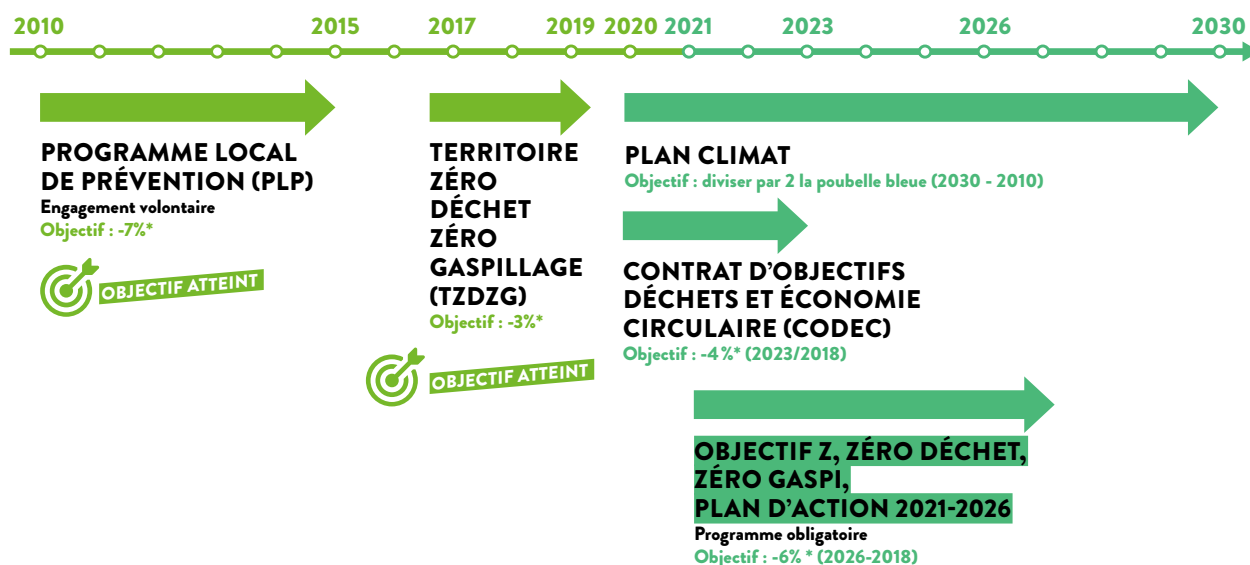 2010 2015 2017 2019 2020 2021 2023 2026 2030
PROGRAMME LOCAL
DE PRÉVENTION (PLP)
Engagement volontaire
Objectif : -7%*
OBJECTIF ATTEINT
TERRITOIRE
ZÉRO
DÉCHET
ZÉRO
GASPILLAGE
(TZDZG)
Objectif : -3%*
OBJECTIF ATTEINT
PLAN CLIMAT
Objectif : diviser par 2 la poubelle bleue (2030 - 2010)
CONTRAT D'OBJECTIFS
DÉCHETS ET ÉCONOMIE
CIRCULAIRE (CODEC)
Objectif : -4%* (2023/2018)
OBJECTIF Z, ZÉRO DÉCHET,
ZÉRO GASPI,
PLAN D'ACTION 2021-2026
Programme obligatoire
Objectif : -6% * (2026-2018)